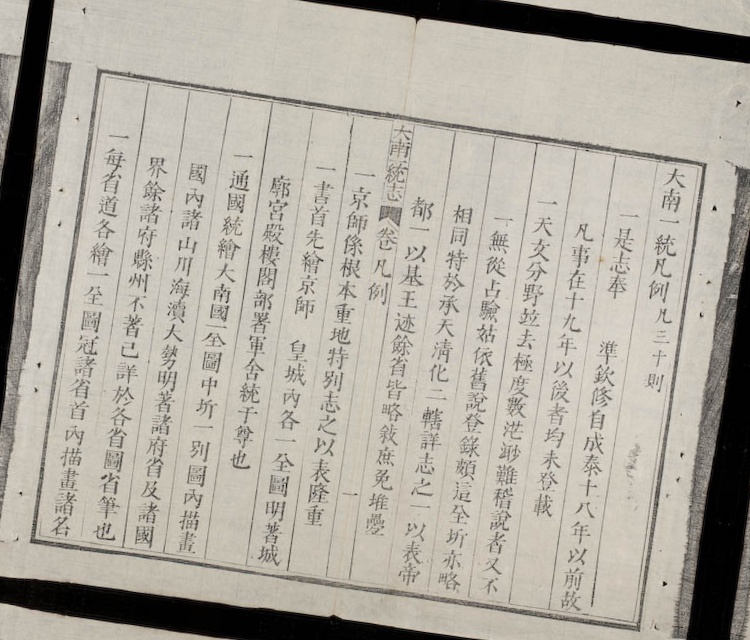 大南一統凡例凡三十則
一是志奉　準欽修自成泰十八年以前故
凡事在十九年以後者均未登載
一天文分野竝去極度數茫渺難稽說者又不
一無從占驗姑依舊說登錄頗這全圻亦略
相同特於承天清化二轄詳志之一以表帝
都一以基王迹餘省皆略敘庶免堆疊
大南統志 卷 凡例 一
一京師係根本重地特別志之以表隆重
一書首先繪京師　皇城內各一全圖明著城
廓宮殿樓閣部署軍舍統于尊也
一通國統繪大南國一全圖中圻一別圖內描畫
國內諸山川海瀆大勢明著諸府省及諸國
界餘諸府縣州不著已詳於各省圖省筆也
一每省道各繪一全圖冠諸省首內描畫諸名